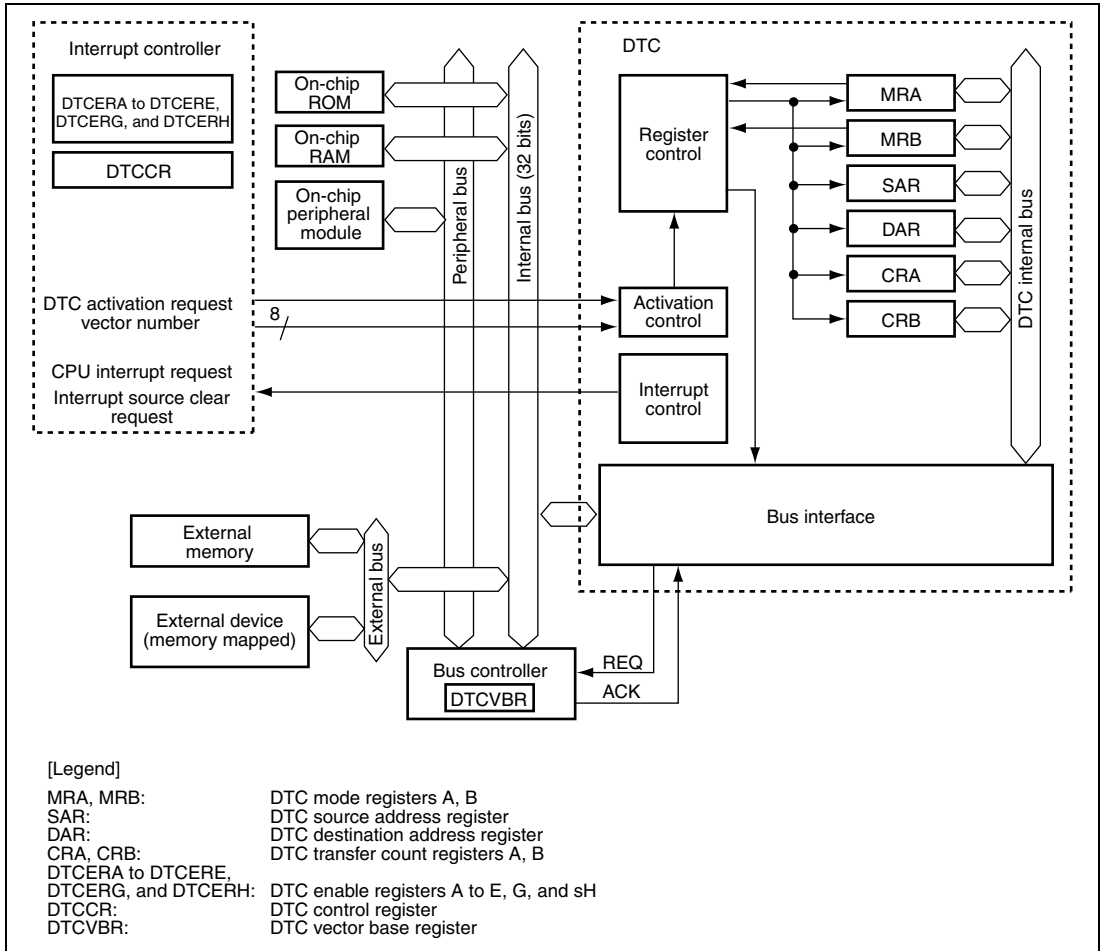 Interrupt controller
DTCERA to DTCERE,
DTCERG, and DTCERH
DTCCR
DTC activation request
vector number
8
CPU interrupt request
Interrupt source clear
request
On-chip
ROM
On-chip
RAM
On-chip
peripheral
module
Peripheral bus
Internal bus (32 bits)
DTC
Register
control
Activation
control
Interrupt
control
MRA
MRB
SAR
DAR
CRA
CRB
DTC internal bus
Bus interface
External
memory
External device
(memory mapped)
External bus
Bus controller
DTCVBR
REQ
ACK
[Legend]
MRA, MRB: DTC mode registers A, B
SAR: DTC source address register
DAR: DTC destination address register
CRA, CRB: DTC transfer count registers A, B
DTCERA to DTCERE,
DTCERG, and DTCERH: DTC enable registers A to E, G, and sH
DTCCR: DTC control register
DTCVBR: DTC vector base register